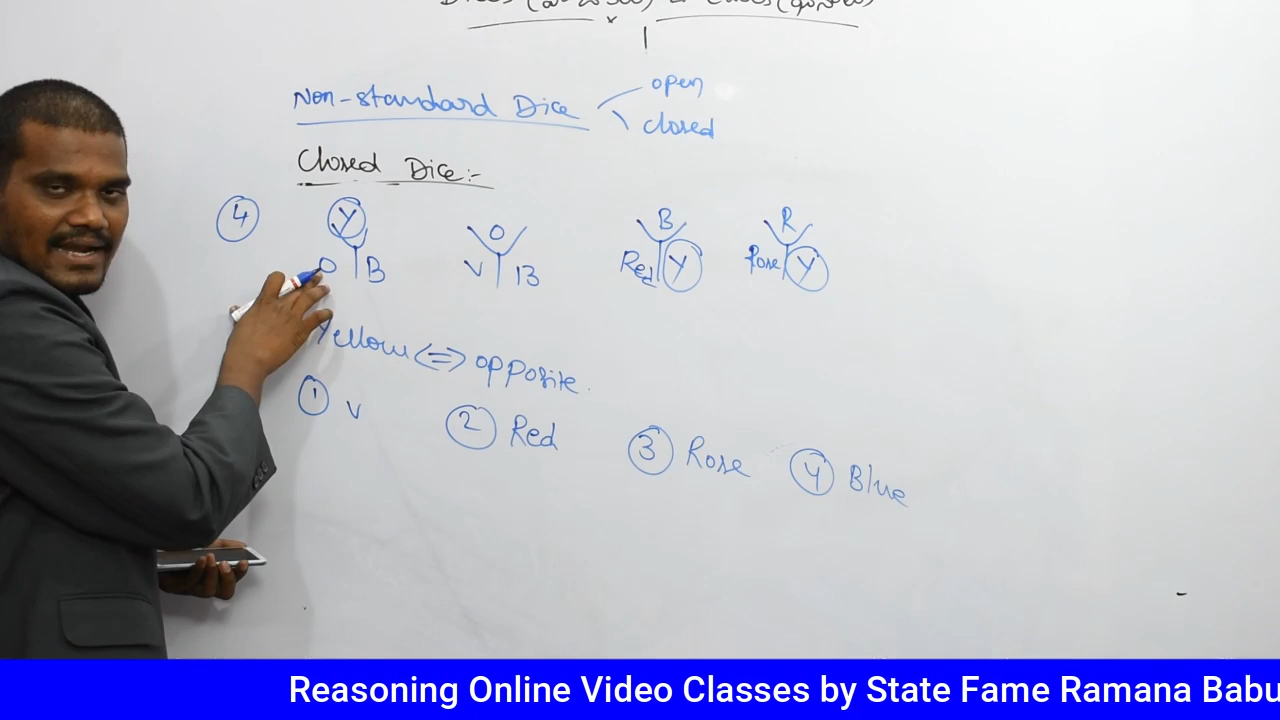 Non-standard Dice open
closed
Closed Dice:-
4 Y O B O V B B Red Y R Rose Y
Yellow <=> opposite.
1 V 2 Red 3 Rose 4 Blue
Reasoning Online Video Classes by State Fame Ramana Babu